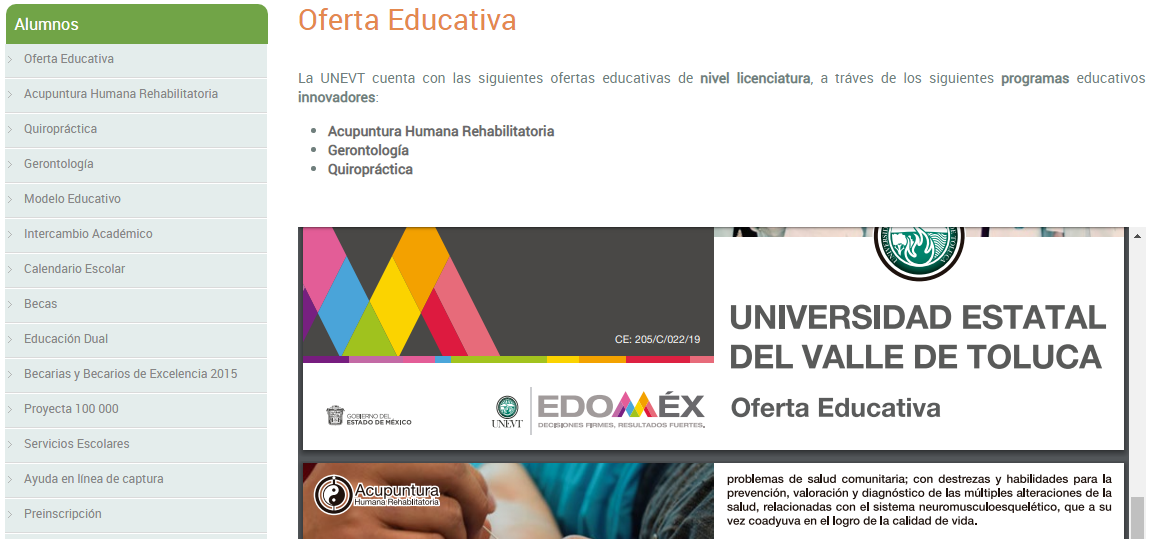 Alumnos
Oferta Educativa
Acupuntura Humana Rehabilitatoria
Quiropráctica
Gerontología
Modelo Educativo
Intercambio Académico
Calendario Escolar
Becas
Educación Dual
Becarias y Becarios de Excelencia 2015
Proyecta 100 000
Servicios Escolares
Ayuda en línea de captura
Preinscripción
Oferta Educativa
La UNEVT cuenta con las siguientes ofertas educativas de nivel licenciatura, a tráves de los siguientes programas educativos
innovadores:
Acupuntura Humana Rehabilitatoria
Gerontología
Quiropráctica
CE: 205/C/022/19
GOBIERNO DEL
ESTADO DE MÉXICO
UNEVT
EDOMÉX
DECISIONES FIRMES, RESULTADOS FUERTES.
UNIVERSIDAD ESTATAL
DEL VALLE DE TOLUCA
Oferta Educativa
Acupuntura
Humana Rehabilitatoria
problemas de salud comunitaria; con destrezas y habilidades para la
prevención, valoración y diagnóstico de las múltiples alteraciones de la
salud, relacionadas con el sistema neuromusculoesquelético, que a su
vez coadyuva en el logro de la calidad de vida.